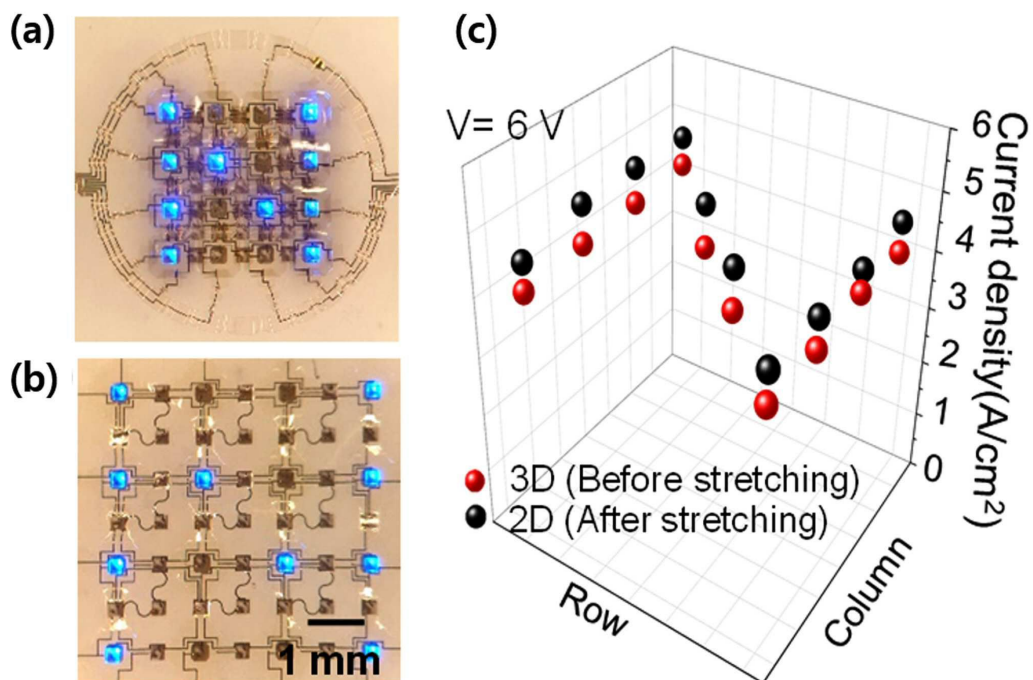 (a)
(b)
1 mm
(c)
V= 6 V
6
5
4
3
2
1
0
Current density(A/cm²)
3D (Before stretching)
2D (After stretching)
Row
Column